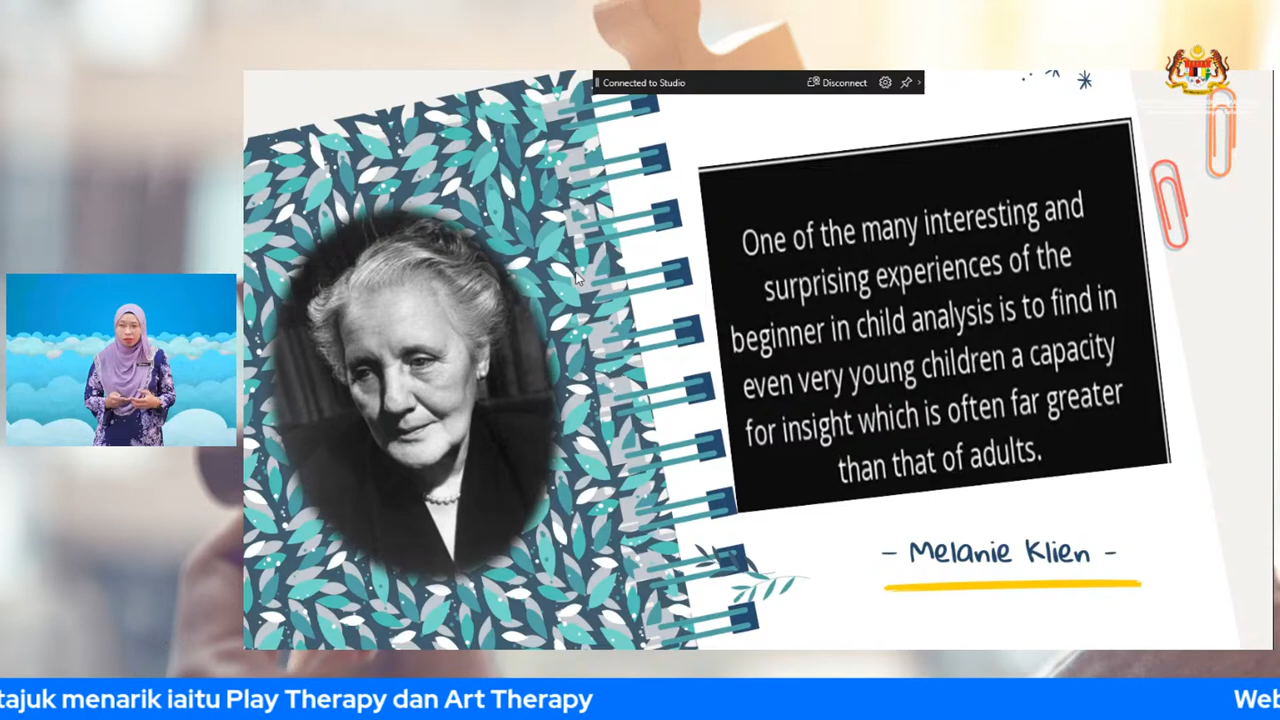 Connected to Studio
Disconnect
One of the many interesting and
surprising experiences of the
beginner in child analysis is to find in
even very young children a capacity
for insight which is often far greater
than that of adults.
- Melanie Klien -
tajuk menarik iaitu Play Therapy dan Art Therapy
Web